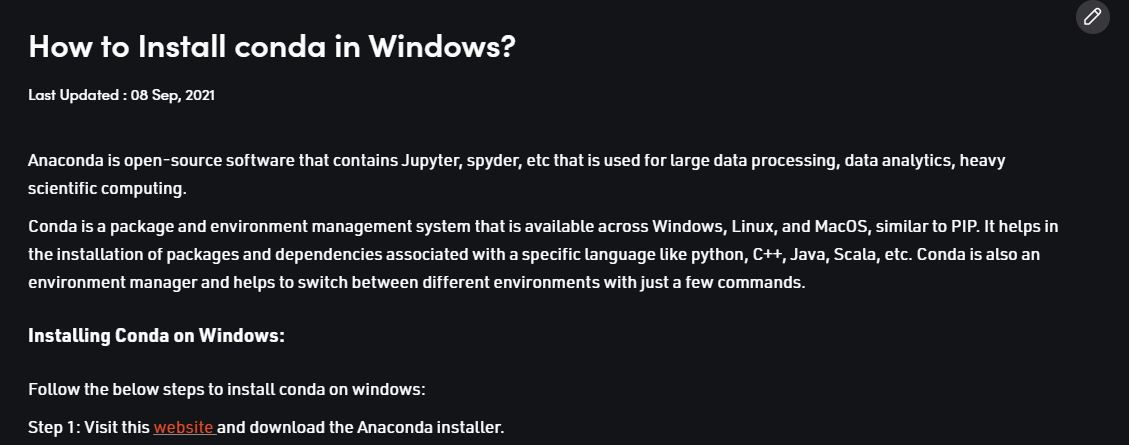 How to Install conda in Windows?
Last Updated : 08 Sep, 2021
Anaconda is open-source software that contains Jupyter, spyder, etc that is used for large data processing, data analytics, heavy
scientific computing.
Conda is a package and environment management system that is available across Windows, Linux, and MacOS, similar to PIP. It helps in
the installation of packages and dependencies associated with a specific language like python, C++, Java, Scala, etc. Conda is also an
environment manager and helps to switch between different environments with just a few commands.
Installing Conda on Windows:
Follow the below steps to install conda on windows:
Step 1: Visit this website and download the Anaconda installer.